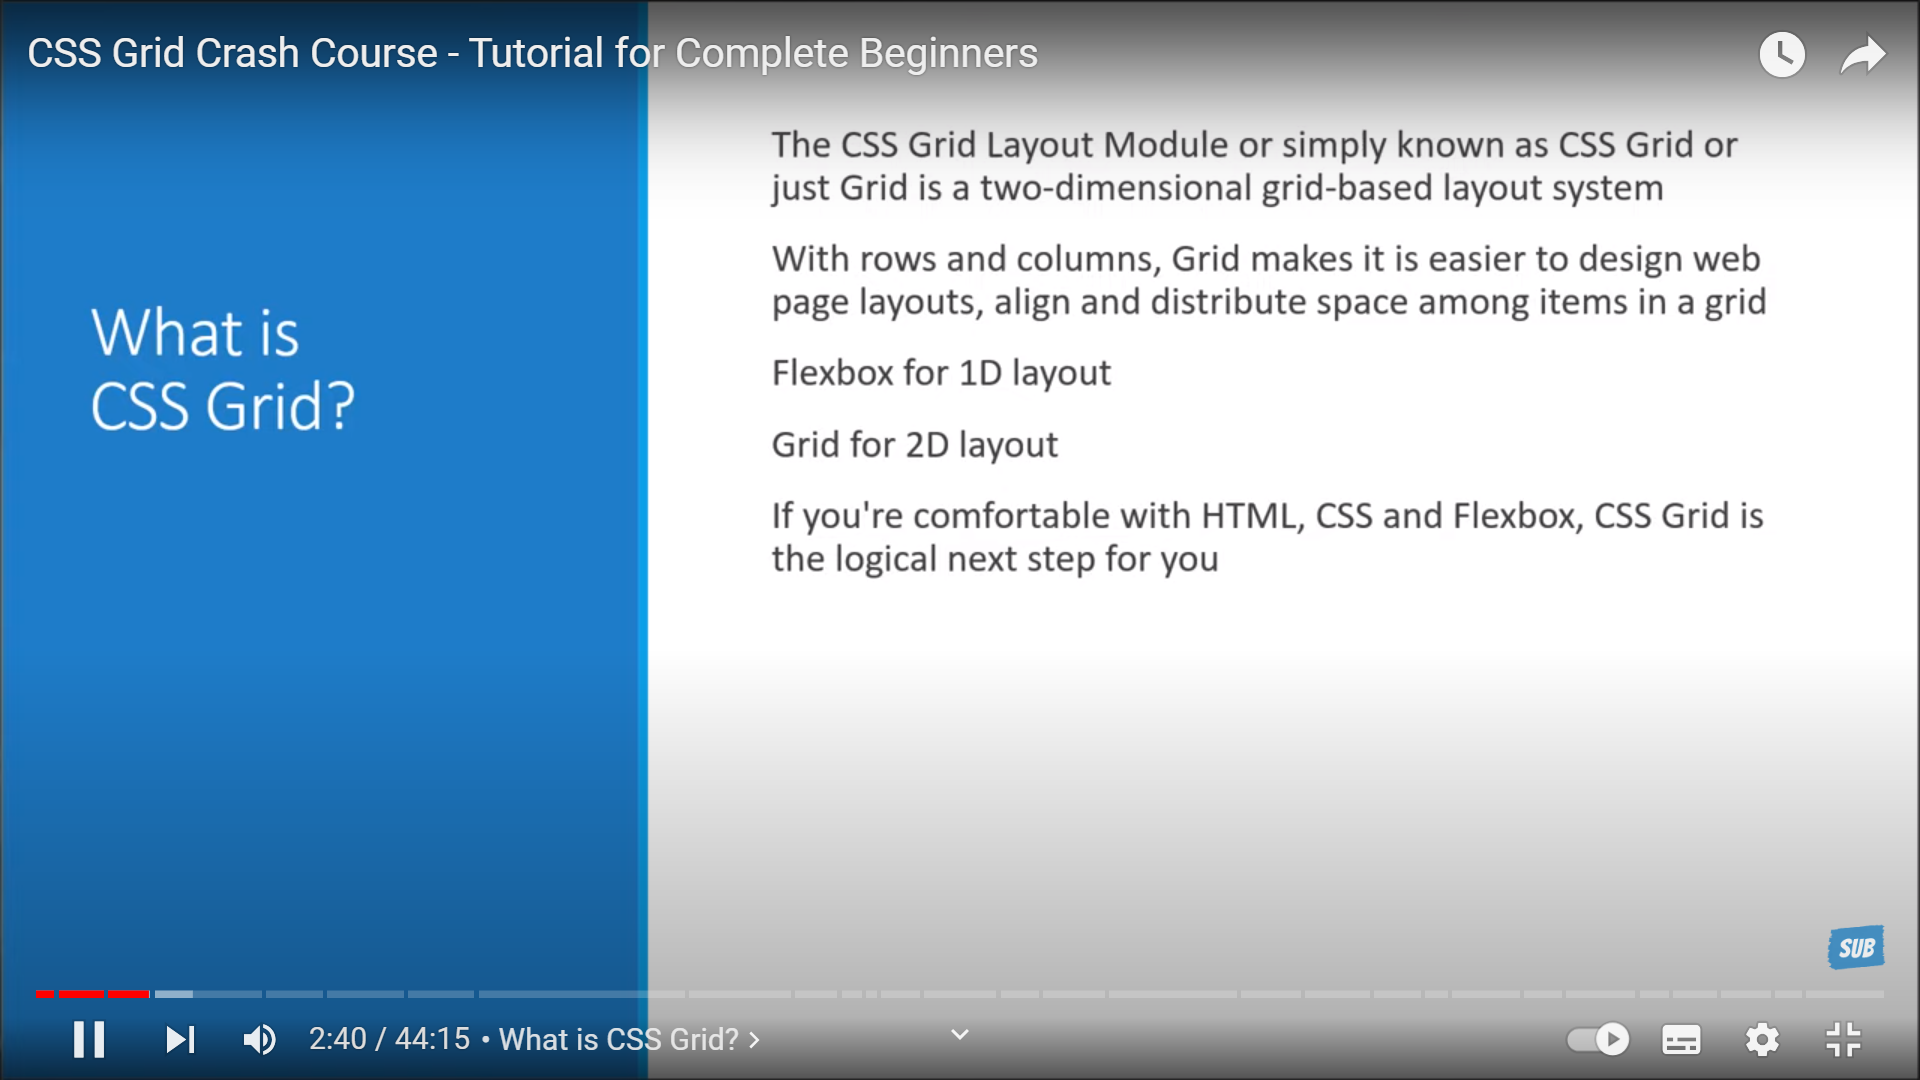 CSS Grid Crash Course - Tutorial for Complete Beginners
What is
CSS Grid?
The CSS Grid Layout Module or simply known as CSS Grid or
just Grid is a two-dimensional grid-based layout system
With rows and columns, Grid makes it is easier to design web
page layouts, align and distribute space among items in a grid
Flexbox for 1D layout
Grid for 2D layout
If you're comfortable with HTML, CSS and Flexbox, CSS Grid is
the logical next step for you
SUB
2:40 / 44:15 • What is CSS Grid? >